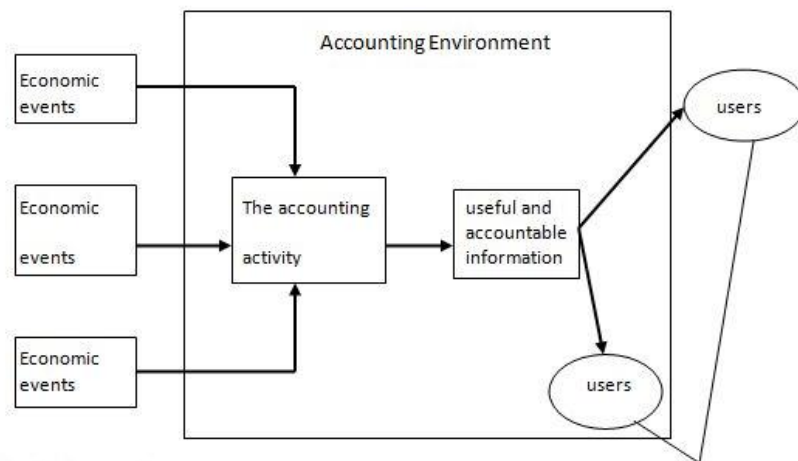 Accounting Environment
Economic
events
users
Economic
events
The accounting
activity
useful and
accountable
information
Economic
events
users